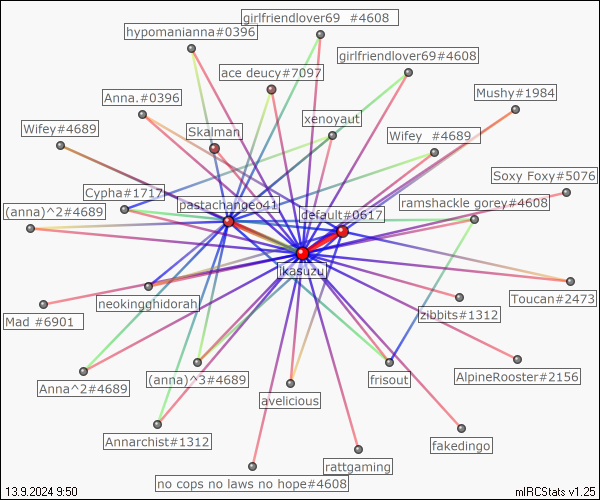 girlfriendlover69  #4608
hypomanianna#0396
girlfriendlover69#4608
ace deucy#7097
Mushy#1984
Anna.#0396
xenoyaut
Wifey#4689
Skalman
Wifey  #4689
Soxy Foxy#5076
Cypha#1717
pastachange041
ramshackle gorey#4608
(anna)^2#4689
default#0617
ikasuzu
neokinghidorah
Toucan#2473
Mad #6901
zibbits#1312
(anna)^3#4689
frisout
AlpineRooster#2156
Anna^2#4689
avelicious
Annarchist#1312
fakedingo
rattgaming
no cops no laws no hope#4608
13.9.2024 9:50
mIRCStats v1.25